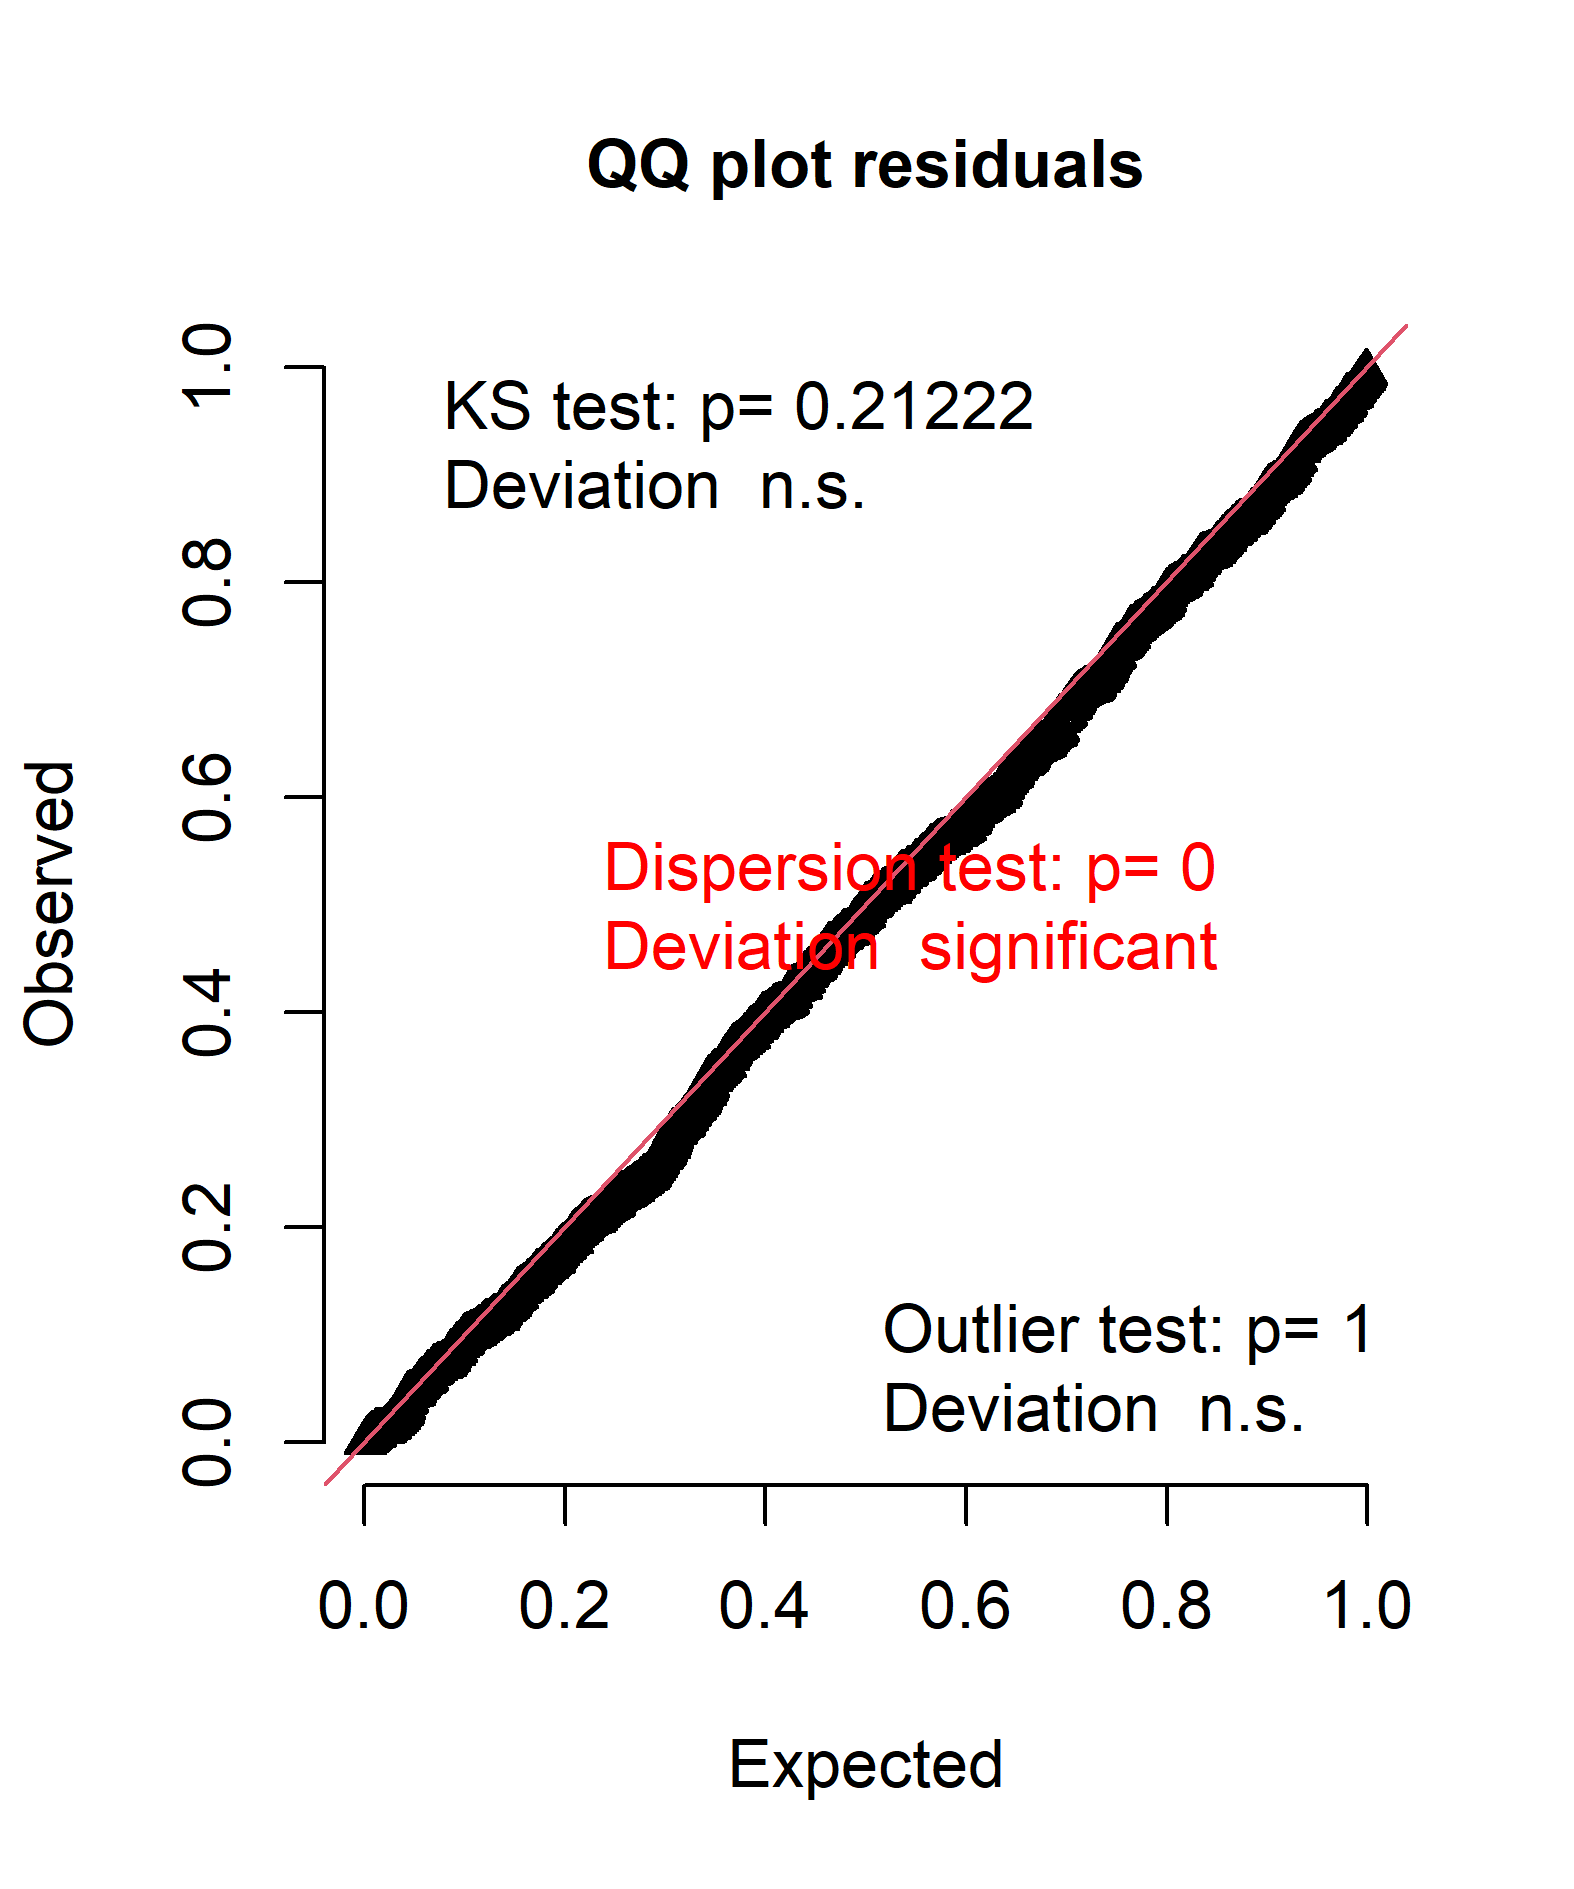 QQ plot residuals
KS test: p= 0.21222
Deviation  n.s.
Dispersion test: p= 0
Deviation  significant
Outlier test: p= 1
Deviation  n.s.
Observed
1.0
0.8
0.6
0.4
0.2
0.0
0.0 0.2 0.4 0.6 0.8 1.0
Expected